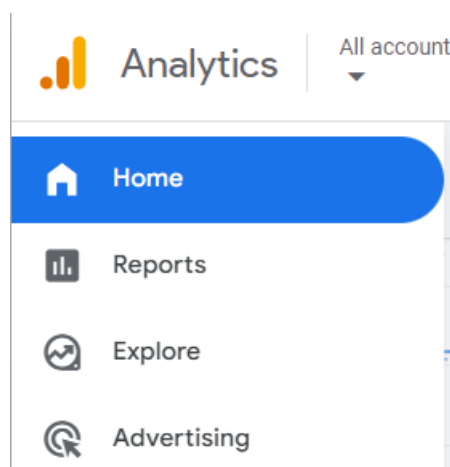 Analytics
All account
Home
Reports
Explore
Advertising